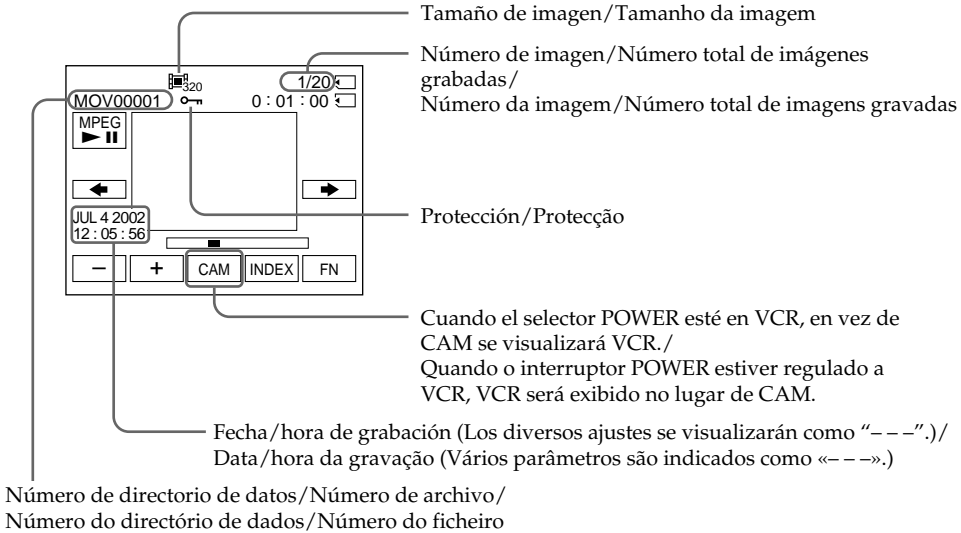 Tamaño de imagen/Tamanho da imagem
Número de imagen/Número total de imágenes
grabadas/
Número da imagem/Número total de imagens gravadas
320
1/20
MOV00001
0 : 01 : 00
MPEG
Protección/Protecção
JUL 4 2002
12 : 05 : 56
– + CAM INDEX FN
Cuando el selector POWER esté en VCR, en vez de
CAM se visualizará VCR./
Quando o interruptor POWER estiver regulado a
VCR, VCR será exibido no lugar de CAM.
Fecha/hora de grabación (Los diversos ajustes se visualizarán como “– – –”.)/
Data/hora da gravação (Vários parâmetros são indicados como «– – –».)
Número de directorio de datos/Número de archivo/
Número do directório de dados/Número do ficheiro